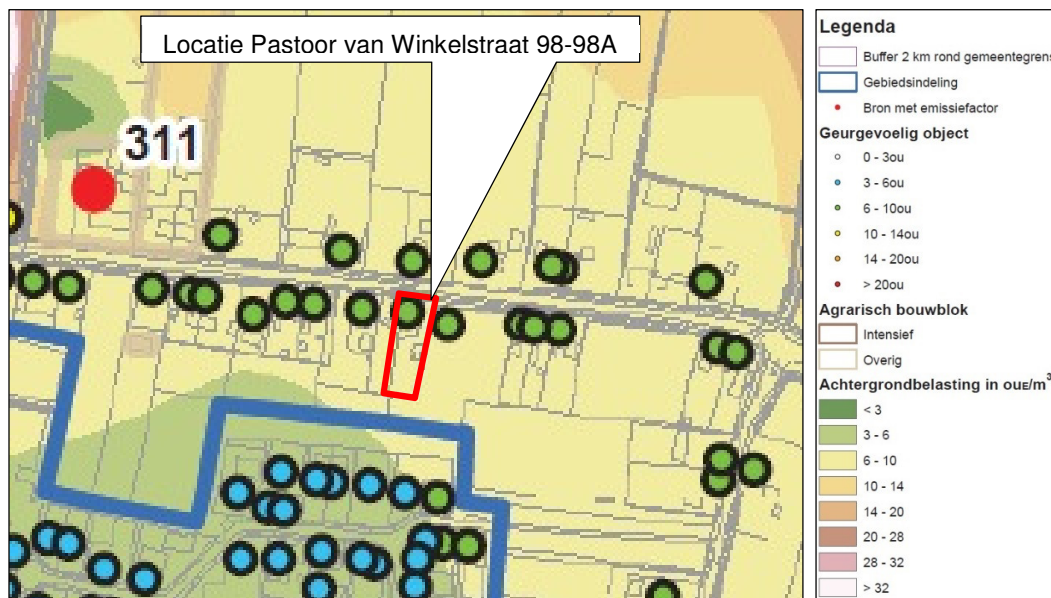 Locatie Pastoor van Winkelstraat 98-98A
311
Legenda
Buffer 2 km rond gemeentegrens
Gebiedsindeling
Bron met emissiefactor
Geurgevoelig object
0 - 3ou
3 - 6ou
6 - 10ou
10 - 14ou
14 - 20ou
> 20ou
Agrarisch bouwblok
Intensief
Overig
Achtergrondbelasting in ouE/m³
< 3
3 - 6
6 - 10
10 - 14
14 - 20
20 - 28
28 - 32
> 32